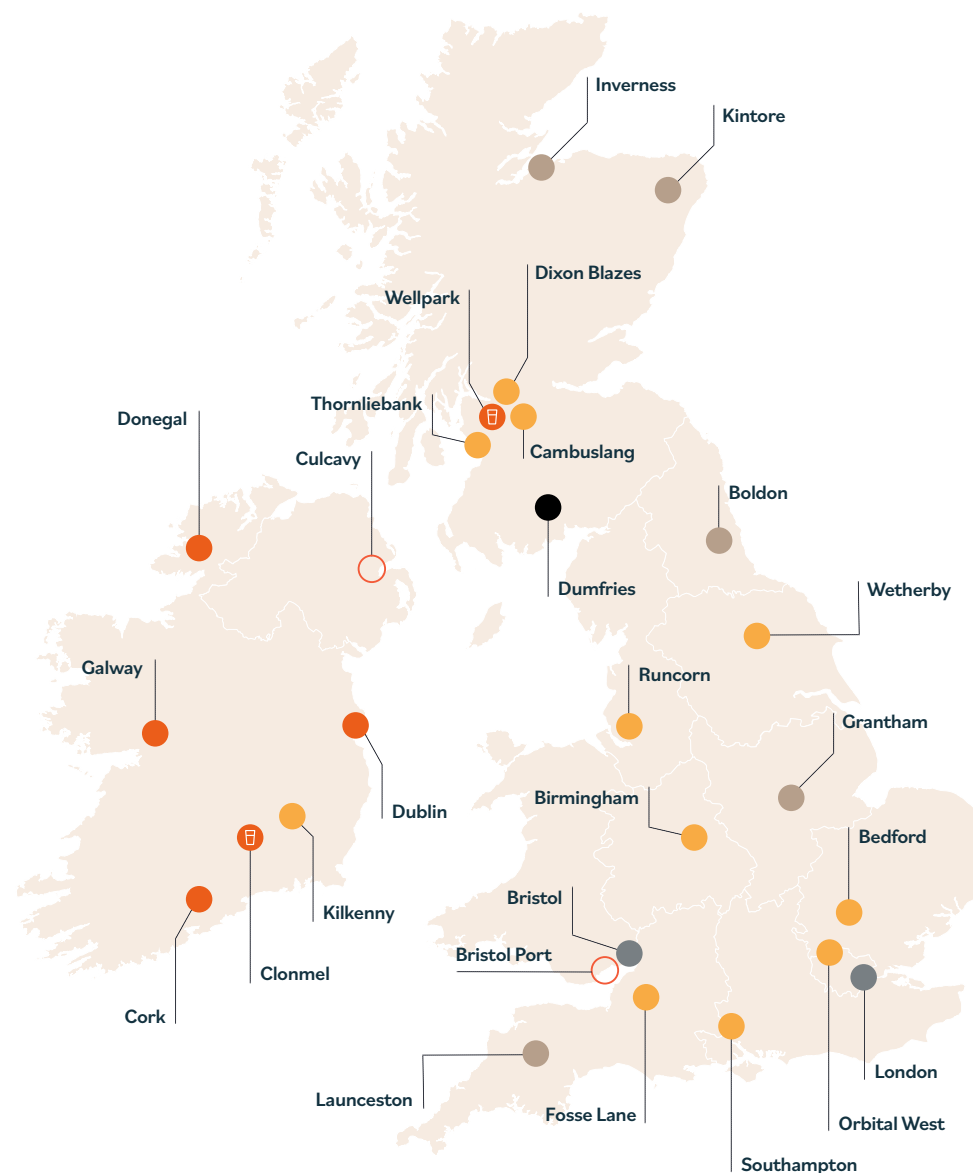 Inverness
Kintore
Dixon Blazes
Wellpark
Thornliebank
Donegal
Cambuslang
Culcavy
Boldon
Dumfries
Wetherby
Galway
Runcorn
Grantham
Birmingham
Dublin
Bedford
Bristol
Kilkenny
Bristol Port
Clonmel
Cork
London
Launceston
Fosse Lane
Orbital West
Southampton